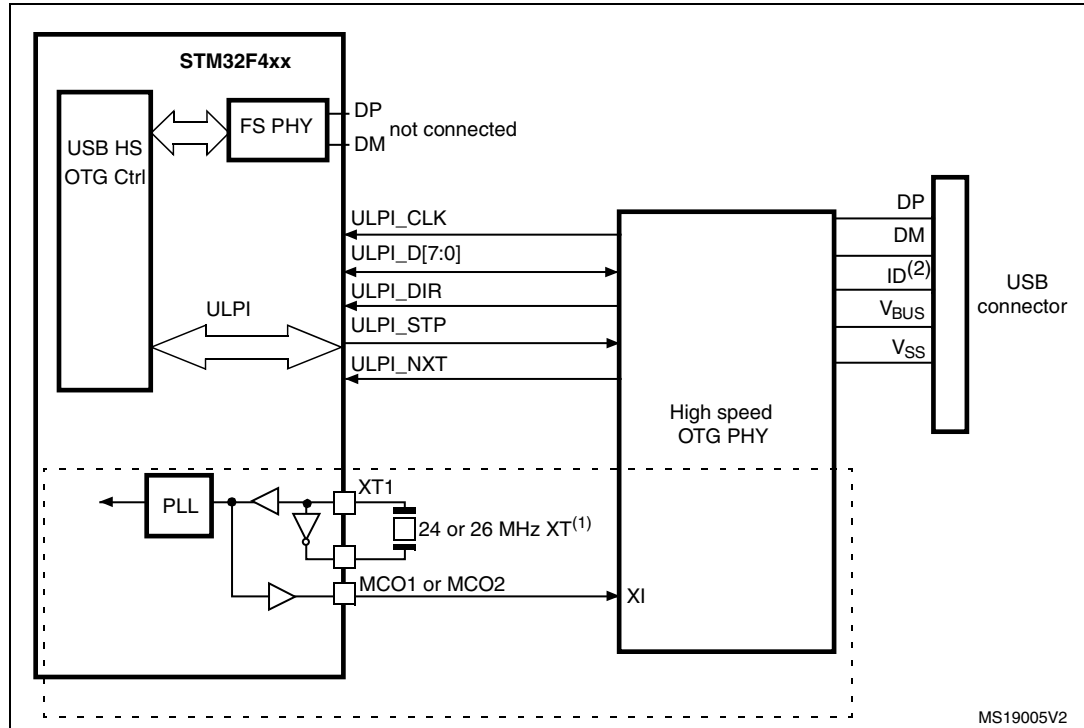 STM32F4xx
USB HS
OTG Ctrl
FS PHY
DP
DM
not connected
ULPI
ULPI_CLK
ULPI_D[7:0]
ULPI_DIR
ULPI_STP
ULPI_NXT
High speed
OTG PHY
DP
DM
ID(2)
VBUS
VSS
USB
connector
PLL
XT1
24 or 26 MHz XT(1)
MCO1 or MCO2
XI
MS19005V2